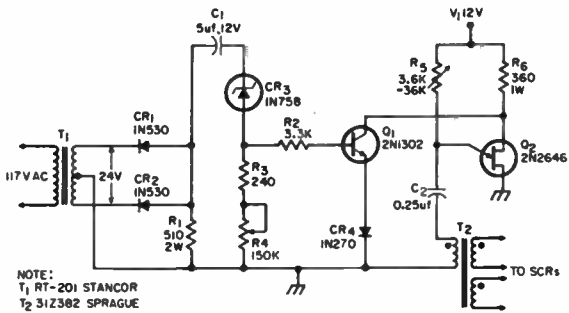 C1
5uf, 12V
V1 12V
R5
3.6K
-36K
R6
360
1W
CR3
1N758
CR1
1N530
R2
3.3K
Q1
2N1302
Q2
2N2646
T1
117VAC
24V
CR2
1N530
R3
240
C2
0.25uf
R1
510
2W
R4
150K
CR4
1N270
T2
TO SCRs
NOTE:
T1 RT-201 STANCOR
T2 31Z382 SPRAGUE